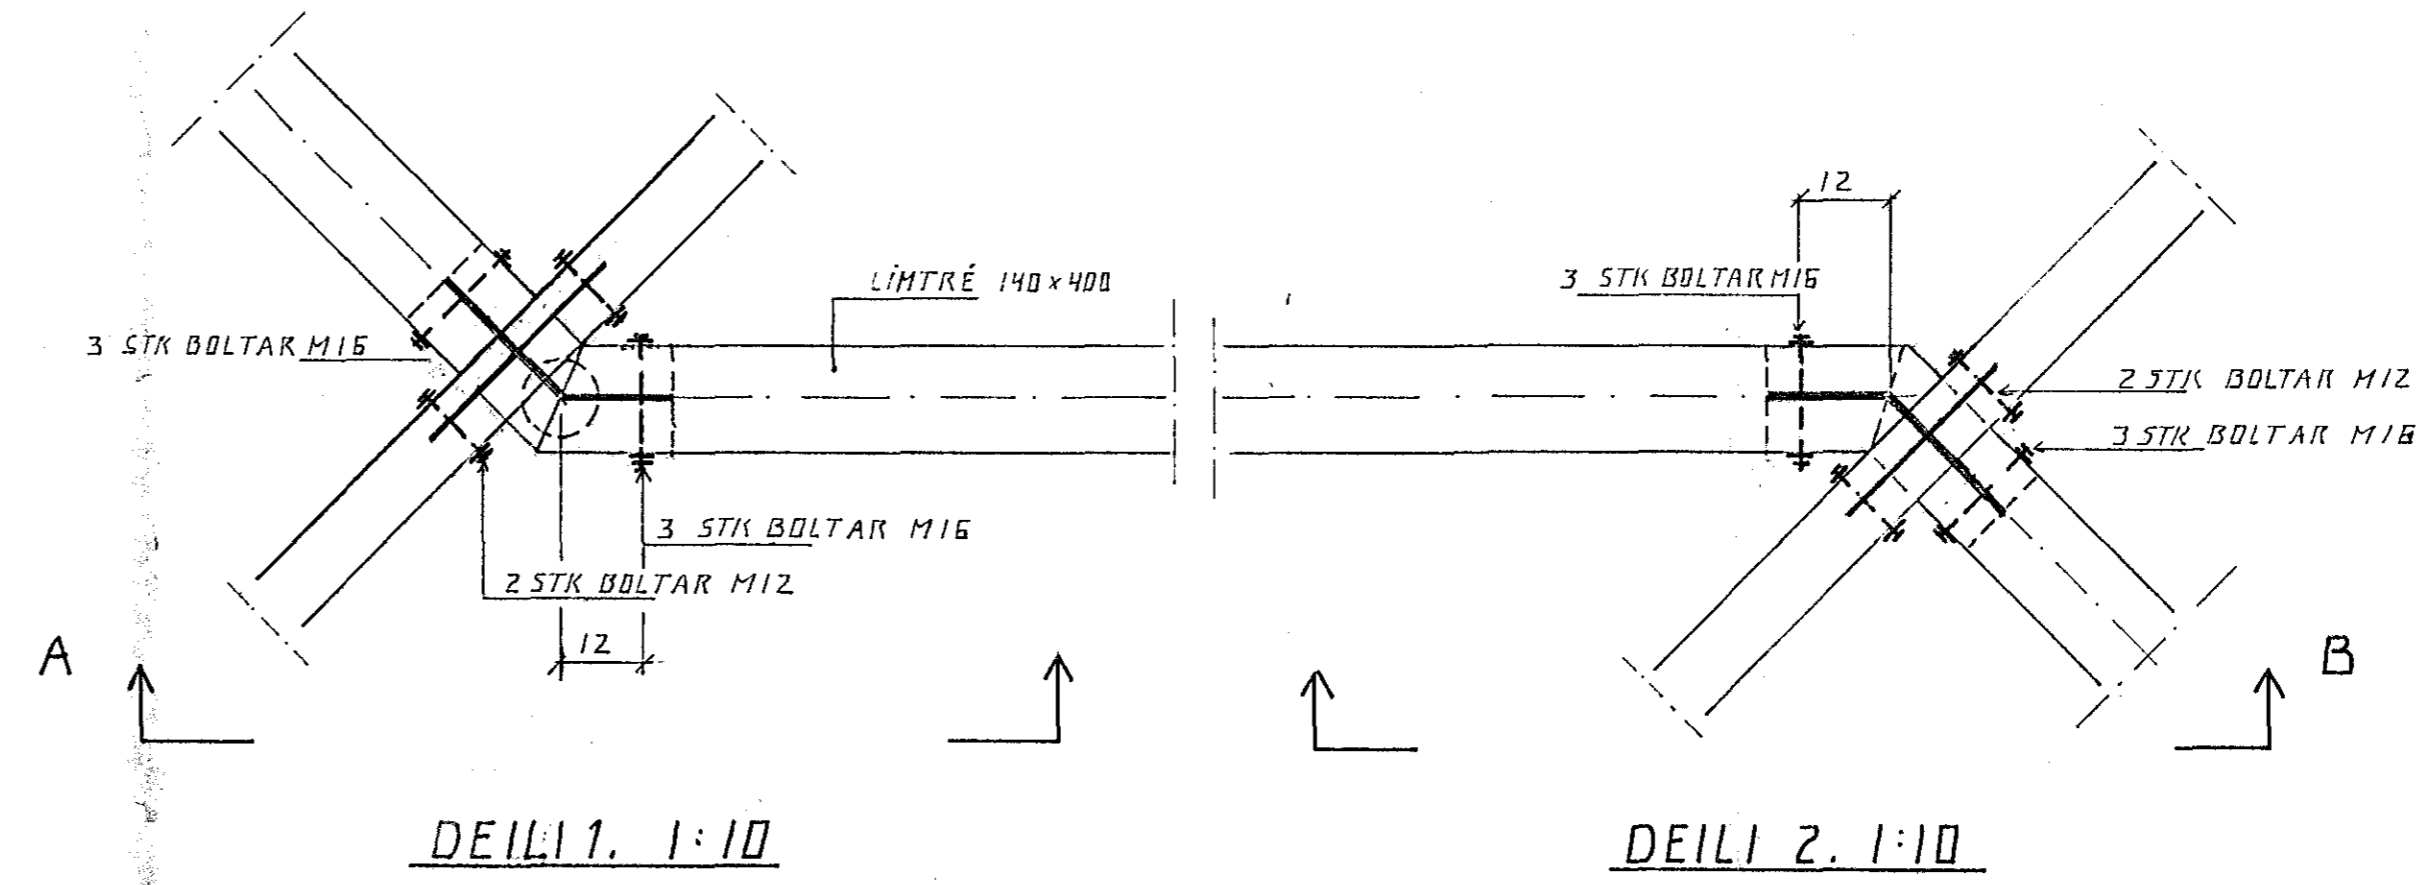 12
LÍMTRÉ 140×400
3 STK BOLTAR M16
3 STK BOLTAR M16
2 STK BOLTAR M12
3 STK BOLTAR M16
3 STK BOLTAR M16
2 STK BOLTAR M12
12
A
B
DEILI 1. 1:10
DEILI 2. 1:10